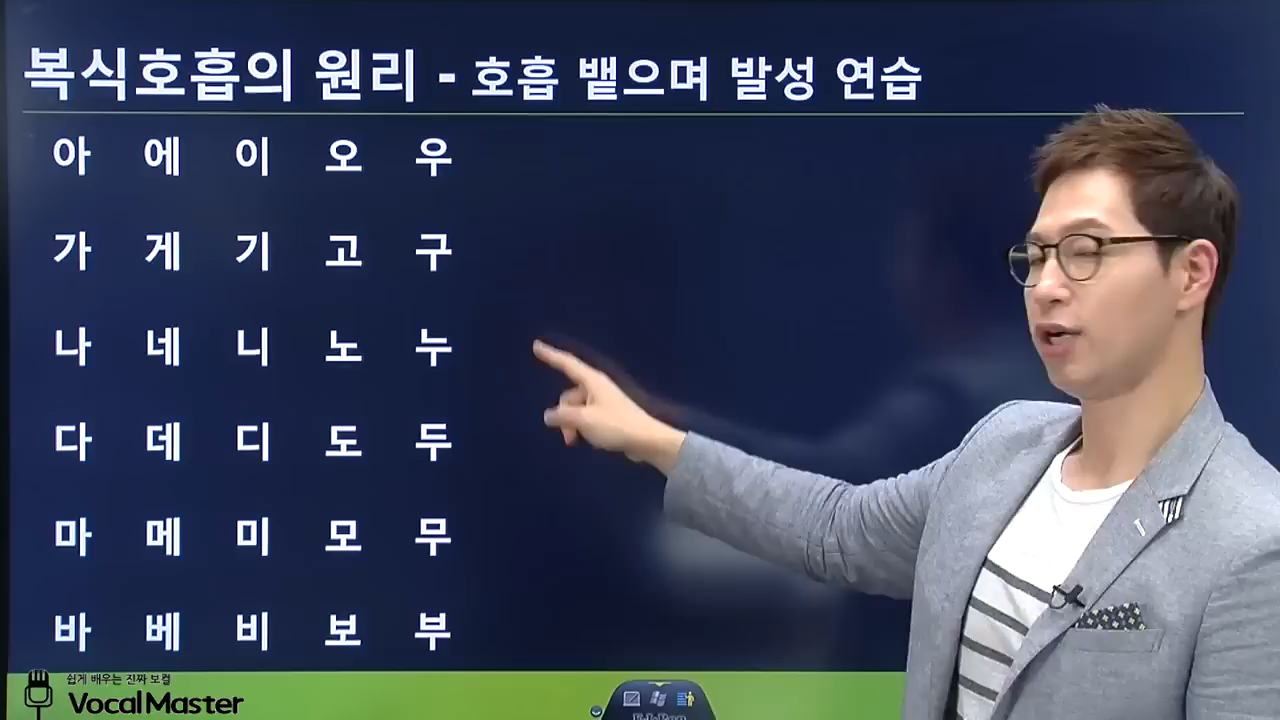 복식호흡의 원리 - 호흡 뱉으며 발성 연습
아 에 이 오 우
가 게 기 고 구
나 네 니 노 누
다 데 디 도 두
마 메 미 모 무
바 베 비 보 부
쉽게 배우는 진짜 보컬
VocalMaster